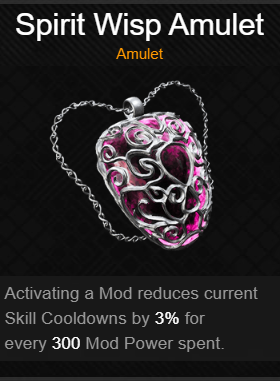 Spirit Wisp Amulet
Amulet
Activating a Mod reduces current
Skill Cooldowns by 3% for
every 300 Mod Power spent.